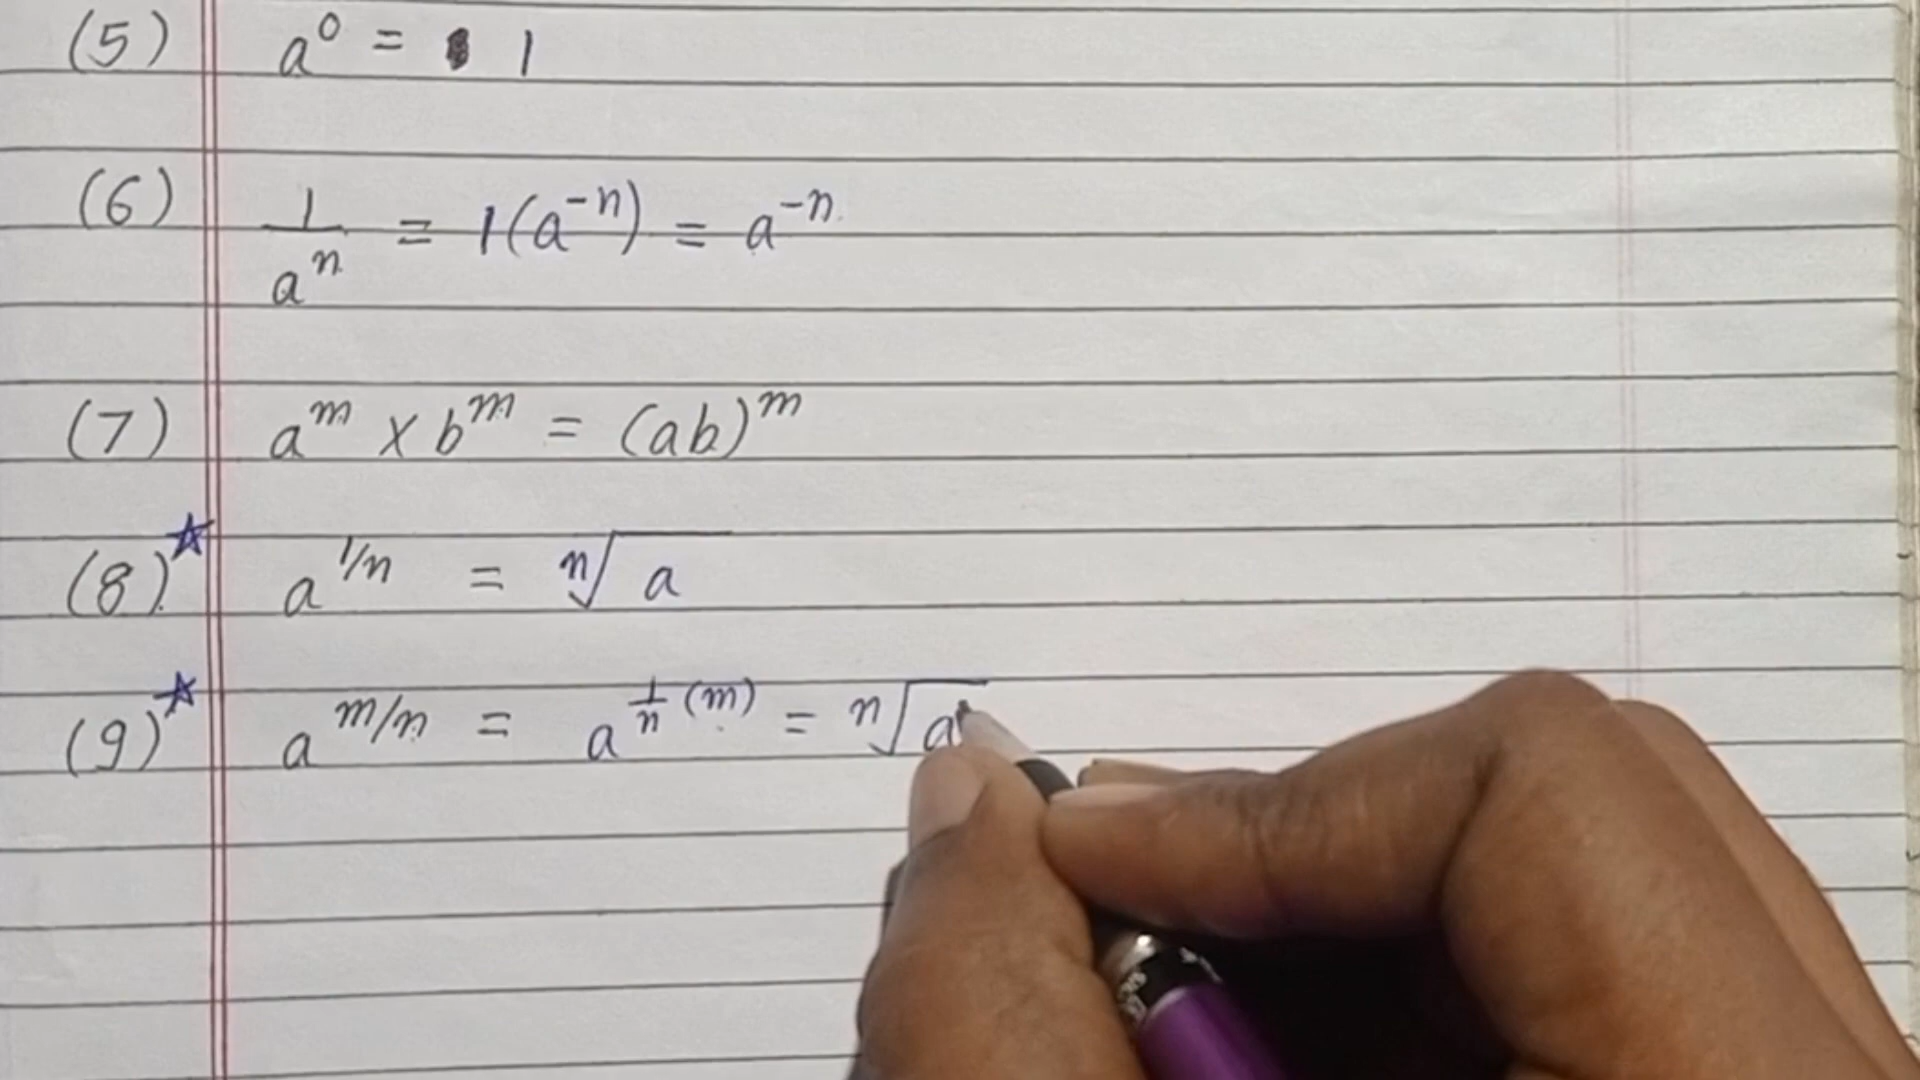 (5) a⁰ = 1
(6) 1/aⁿ = 1(a⁻ⁿ) = a⁻ⁿ
(7) aᵐ × bᵐ = (ab)ᵐ
(8)☆ a^(1/n) = ⁿ√a
(9)☆ a^(m/n) = a^(1/n (m)) = ⁿ√a